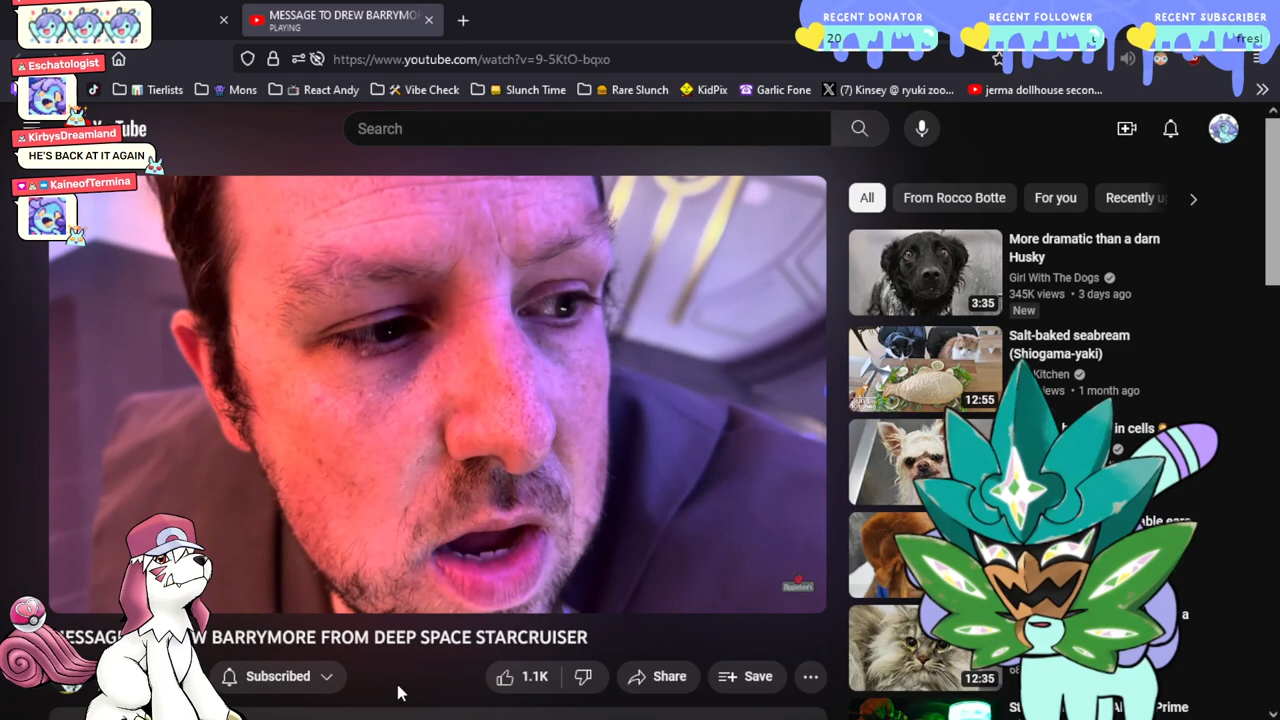 MESSAGE TO DREW BARRYMO
PLAYING
RECENT DONATOR
20
RECENT FOLLOWER
RECENT SUBSCRIBER
fresl
https://www.youtube.com/watch?v=9-5KtO-bqxo
Tierlists
Mons
React Andy
Vibe Check
Slunch Time
Rare Slunch
KidPix
Garlic Fone
(7) Kinsey @ ryuki zoo...
jerma dollhouse secon...
Eschatologist
KirbysDreamland
HE'S BACK AT IT AGAIN
KaineofTermina
Search
All
From Rocco Botte
For you
Recently u
More dramatic than a darn
Husky
Girl With The Dogs
345K views • 3 days ago
New
3:35
Salt-baked seabream
(Shiogama-yaki)
Kitchen
1 month ago
12:55
in cells
12:35
Prime
Applebee's
MESSAGE W BARRYMORE FROM DEEP SPACE STARCRUISER
Subscribed
1.1K
Share
Save